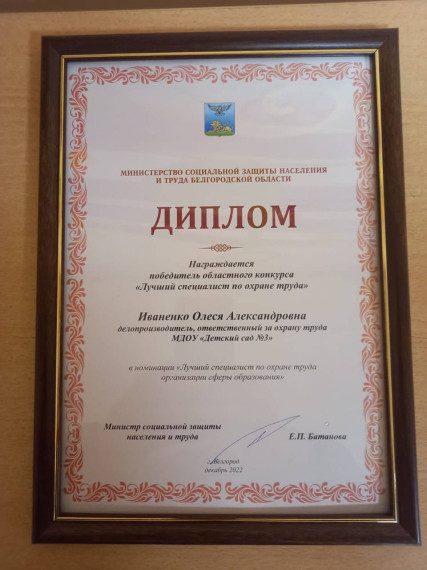 МИНИСТЕРСТВО СОЦИАЛЬНОЙ ЗАЩИТЫ НАСЕЛЕНИЯ
И ТРУДА БЕЛГОРОДСКОЙ ОБЛАСТИ
ДИПЛОМ
Награждается
победитель областного конкурса
«Лучший специалист по охране труда»
Иваненко Олеся Александровна
делопроизводитель, ответственный за охрану труда
МДОУ «Детский сад №3»
в номинации «Лучший специалист по охране труда
организации сферы образования»
Министр социальной защиты
населения и труда
Е.П. Батанова
г. Белгород
декабрь 2022